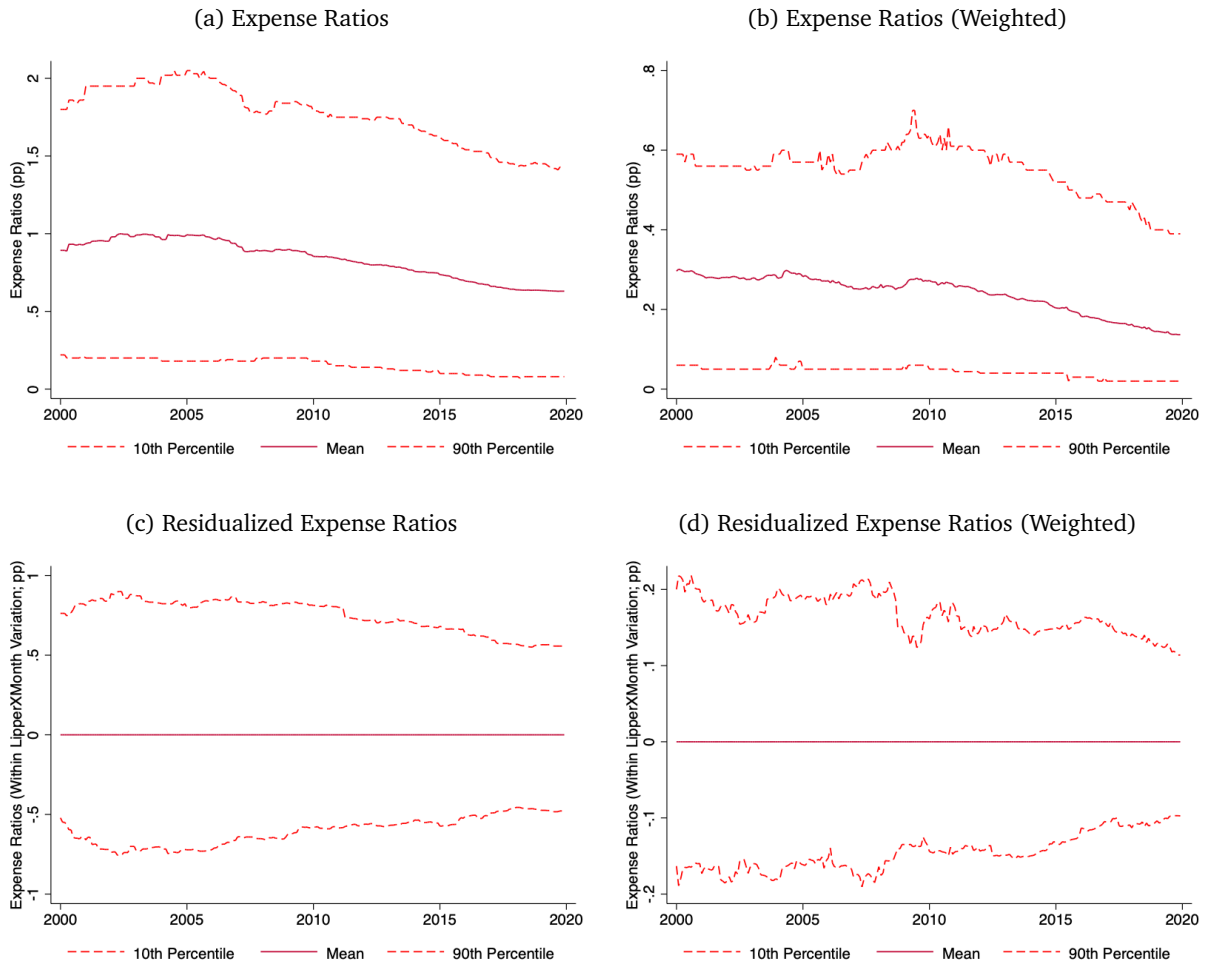 (a) Expense Ratios
Expense Ratios (pp)
2
1.5
1
.5
0
2000 2005 2010 2015 2020
10th Percentile Mean 90th Percentile
(b) Expense Ratios (Weighted)
Expense Ratios (pp)
.8
.6
.4
.2
0
2000 2005 2010 2015 2020
10th Percentile Mean 90th Percentile
(c) Residualized Expense Ratios
Expense Ratios (Within LipperXMonth Variation; pp)
1
.5
0
-.5
-1
2000 2005 2010 2015 2020
10th Percentile Mean 90th Percentile
(d) Residualized Expense Ratios (Weighted)
Expense Ratios (Within LipperXMonth Variation; pp)
.2
.1
0
-.1
-.2
2000 2005 2010 2015 2020
10th Percentile Mean 90th Percentile